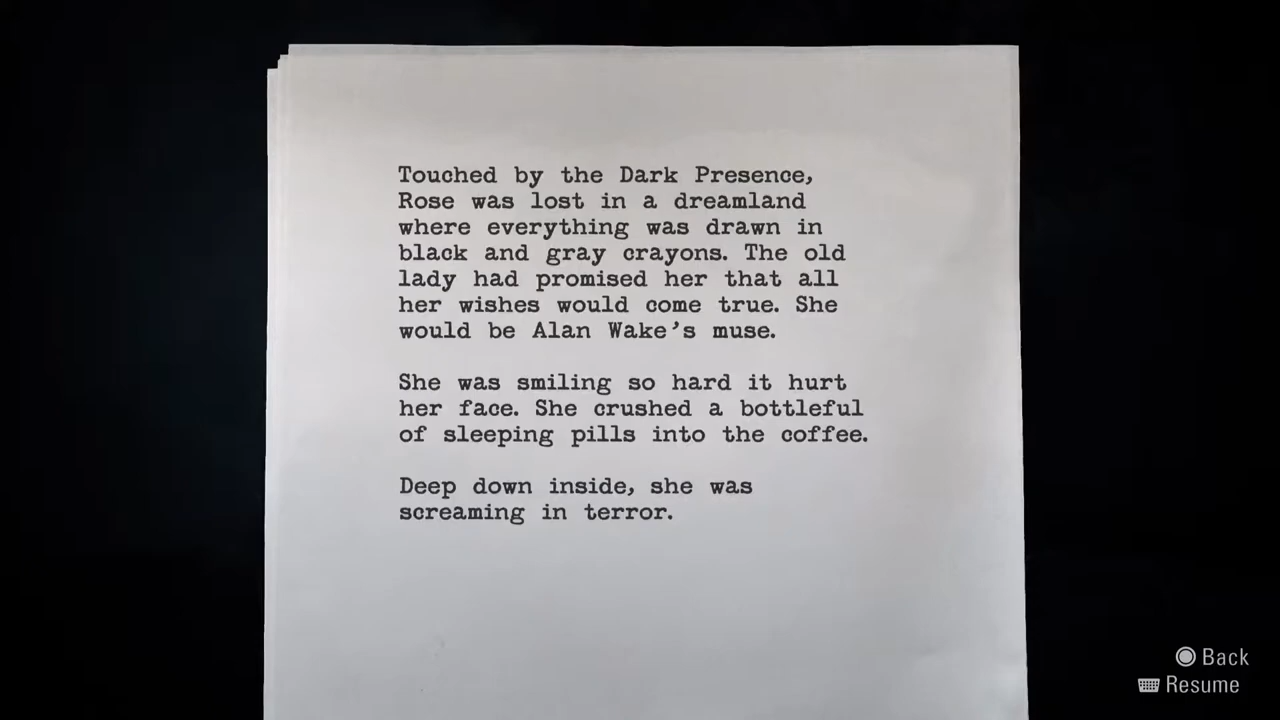 Touched by the Dark Presence,
Rose was lost in a dreamland
where everything was drawn in
black and gray crayons. The old
lady had promised her that all
her wishes would come true. She
would be Alan Wake's muse.
She was smiling so hard it hurt
her face. She crushed a bottleful
of sleeping pills into the coffee.
Deep down inside, she was
screaming in terror.
Back
Resume